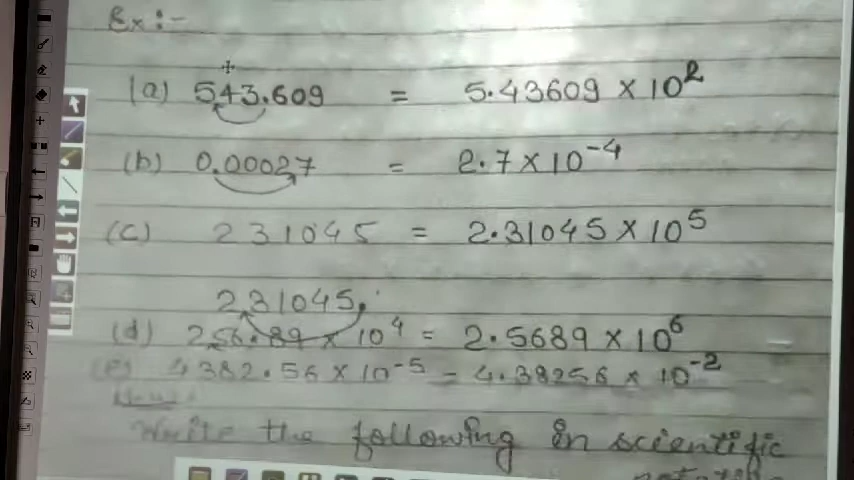 Ex:-
(a) 543.609 = 5.43609 × 10²
(b) 0.00027 = 2.7 × 10⁻⁴
(c) 231045 = 2.31045 × 10⁵
231045.
(d) 256.89 × 10⁴ = 2.5689 × 10⁶
(e) 4382.56 × 10⁻⁵ = 4.38256 × 10⁻²
Write the following in scientific